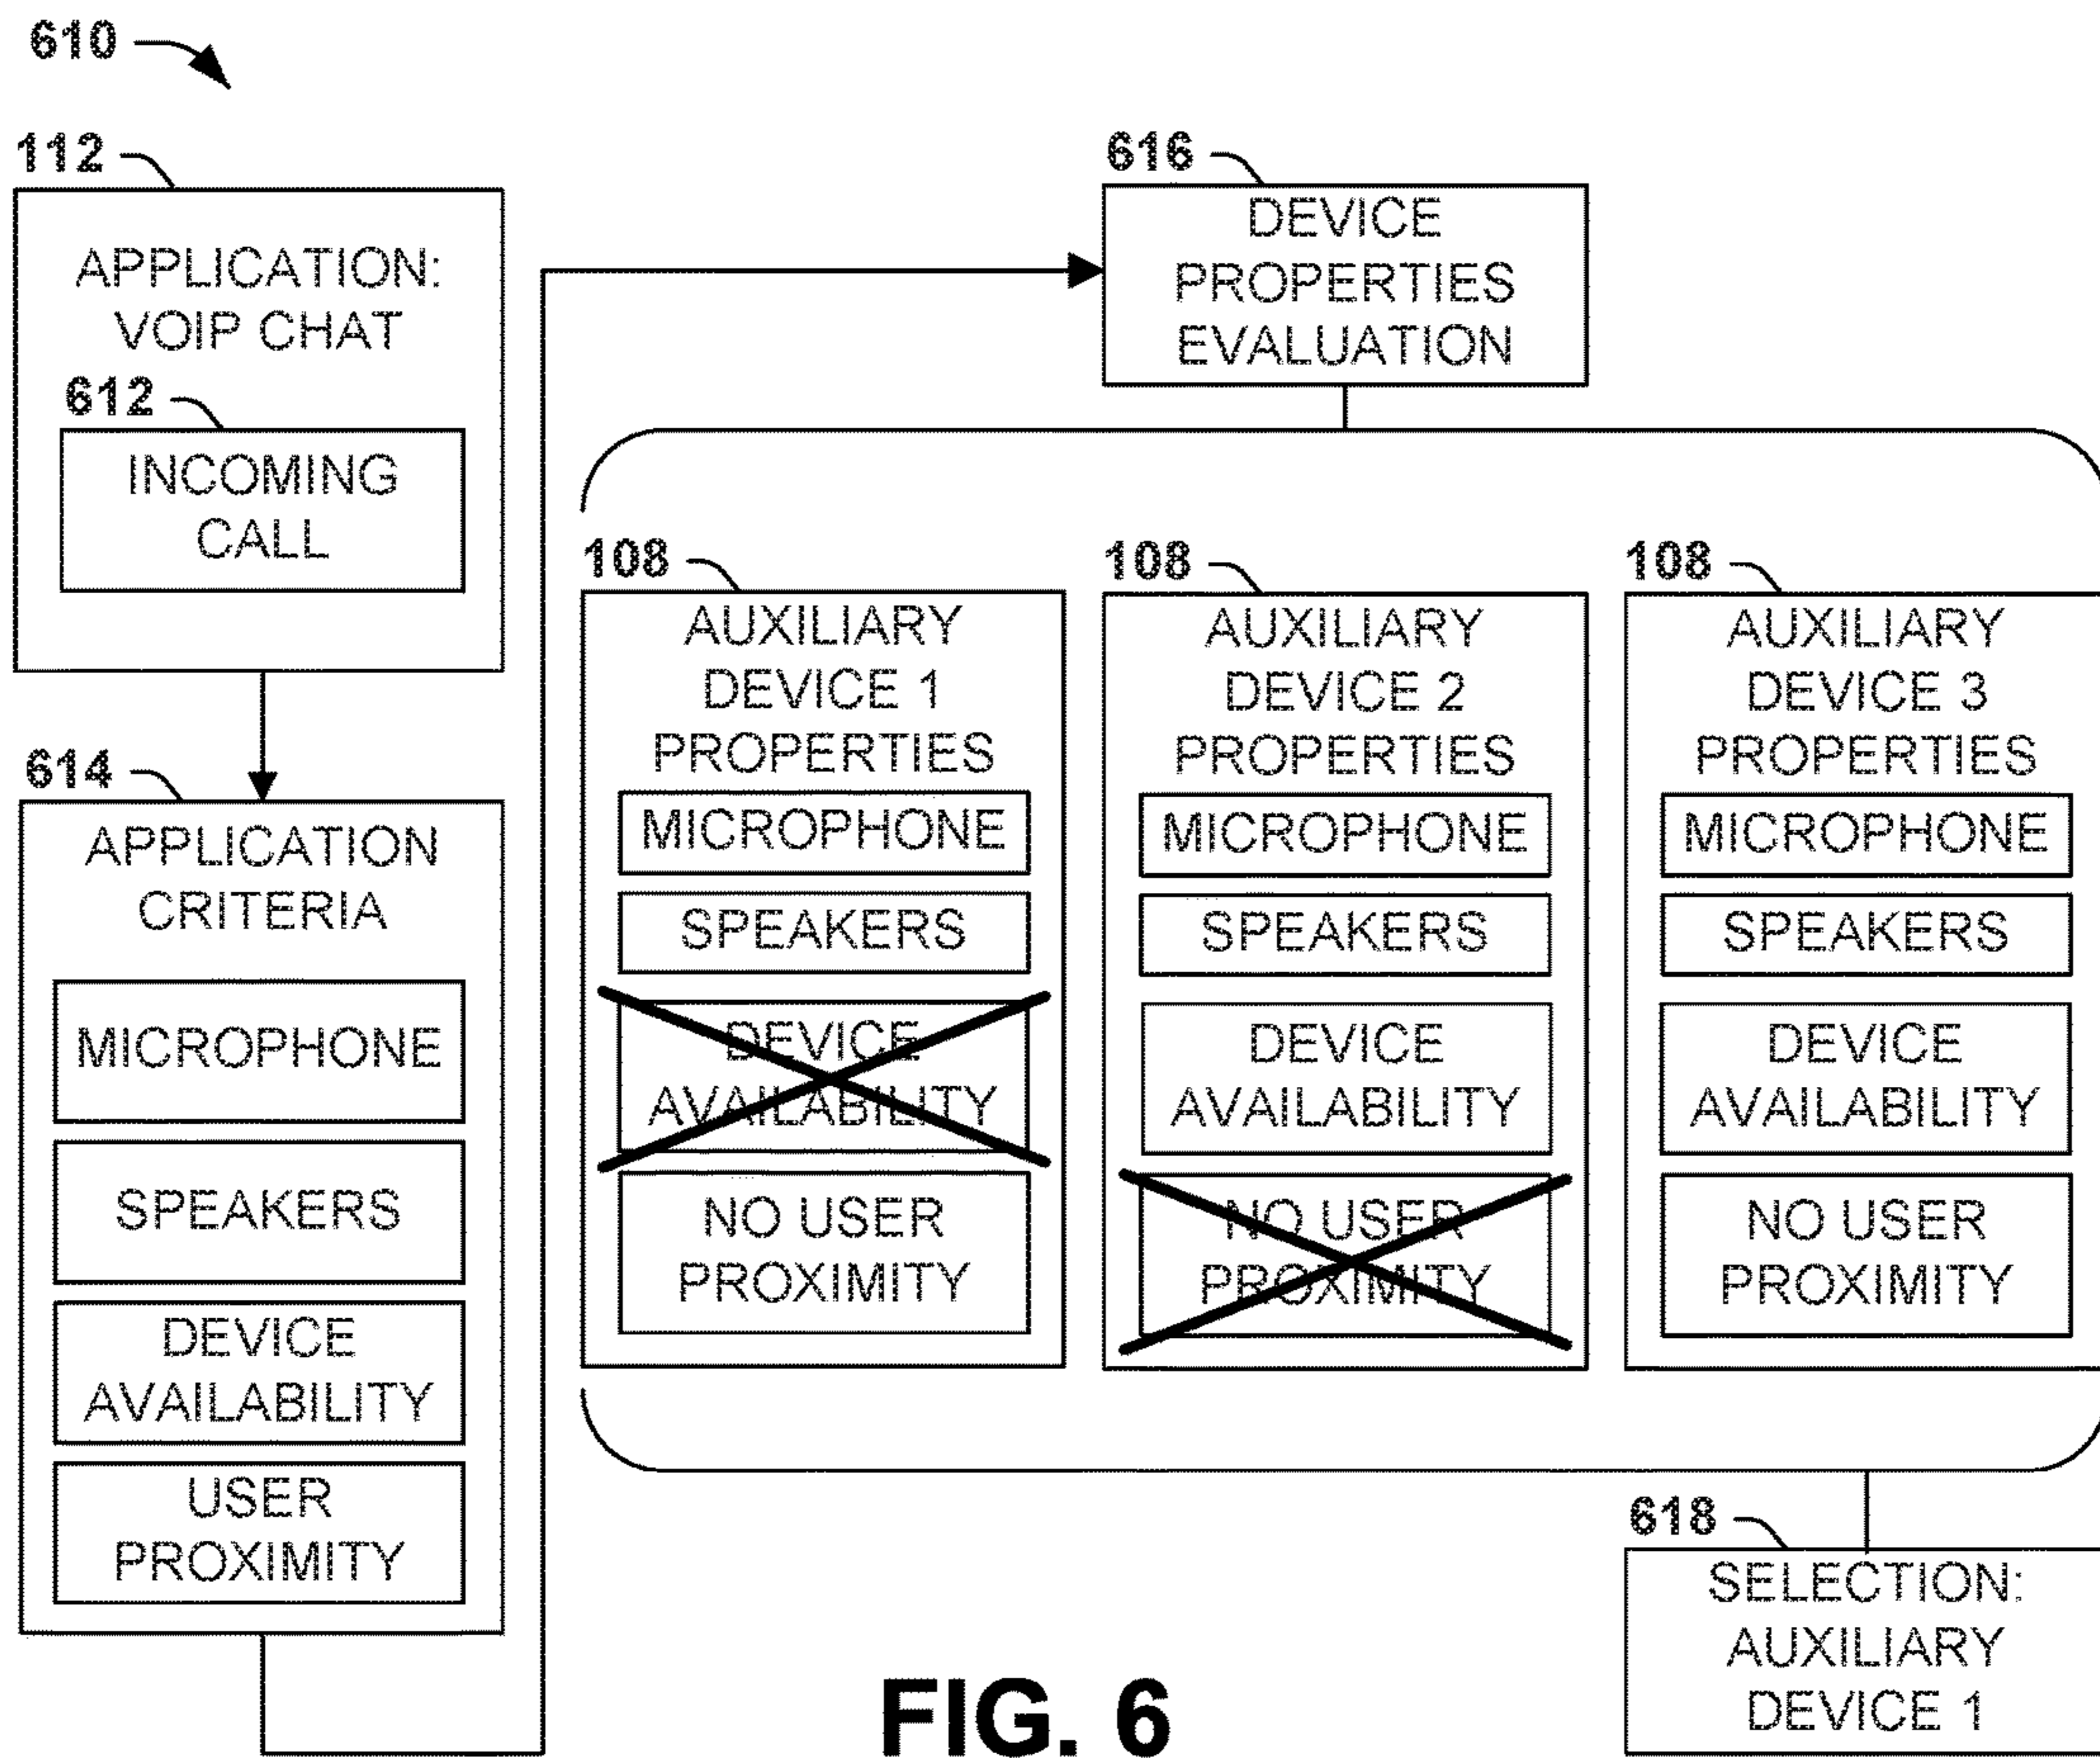 610
112
APPLICATION:
VOIP CHAT
612
INCOMING
CALL
614
APPLICATION
CRITERIA
MICROPHONE
SPEAKERS
DEVICE
AVAILABILITY
USER
PROXIMITY
616
DEVICE
PROPERTIES
EVALUATION
108
AUXILIARY
DEVICE 1
PROPERTIES
MICROPHONE
SPEAKERS
DEVICE
AVAILABILITY
NO USER
PROXIMITY
108
AUXILIARY
DEVICE 2
PROPERTIES
MICROPHONE
SPEAKERS
DEVICE
AVAILABILITY
NO USER
PROXIMITY
108
AUXILIARY
DEVICE 3
PROPERTIES
MICROPHONE
SPEAKERS
DEVICE
AVAILABILITY
NO USER
PROXIMITY
618
SELECTION:
AUXILIARY
DEVICE 1
FIG. 6